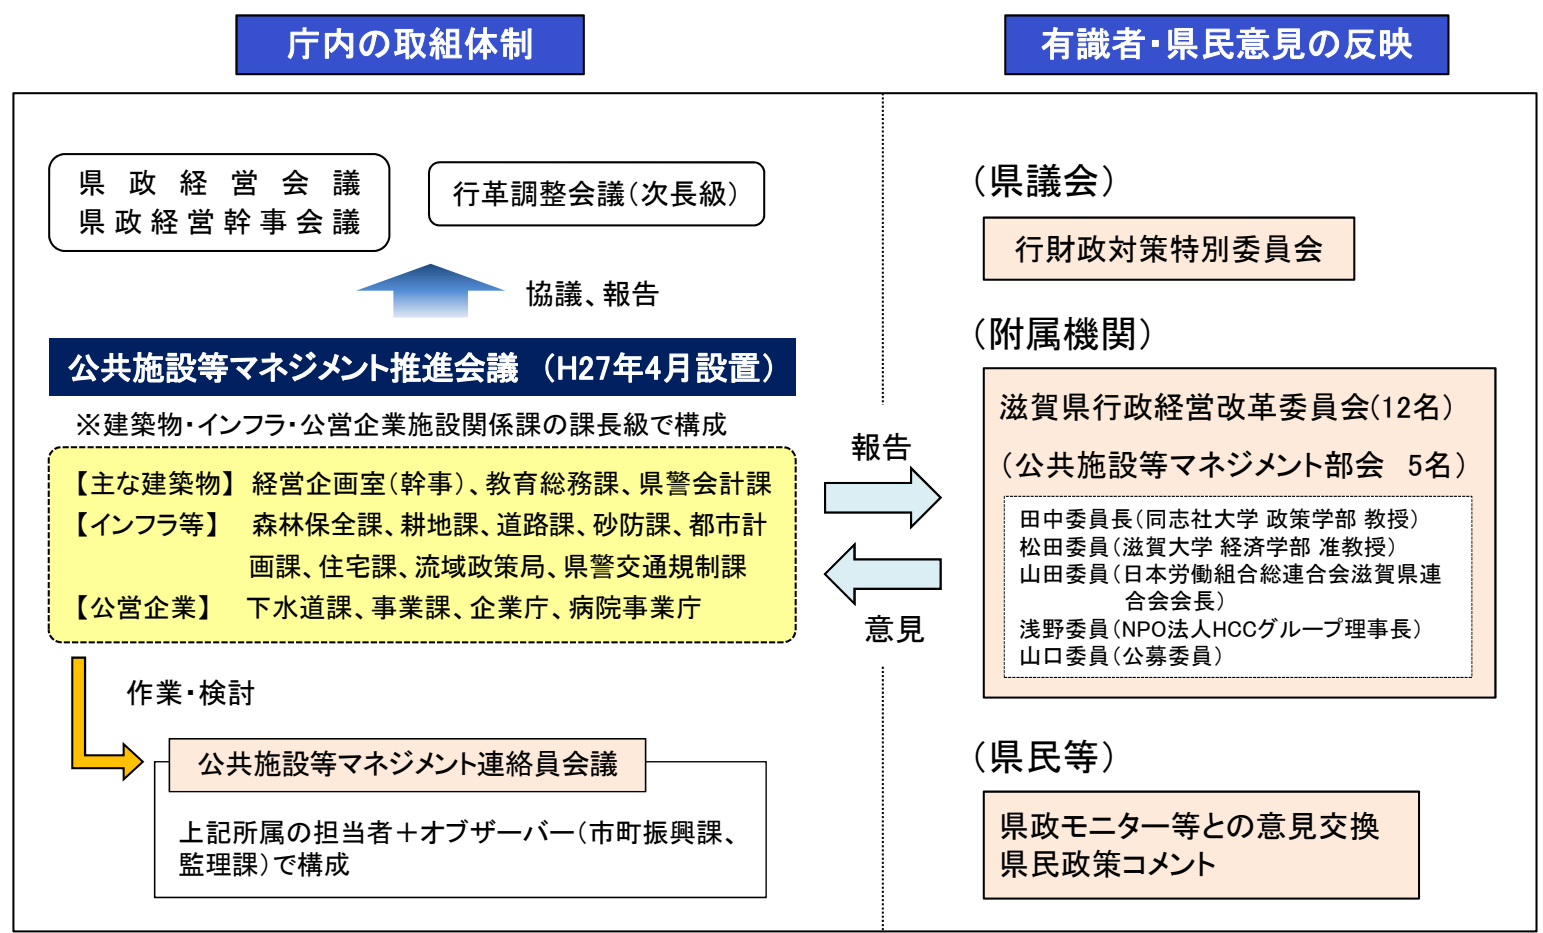 庁内の取組体制
県政経営会議
県政経営幹事会議
行革調整会議（次長級）
協議、報告
公共施設等マネジメント推進会議　（H27年4月設置）
※建築物・インフラ・公営企業施設関係課の課長級で構成
【主な建築物】 経営企画室（幹事）、教育総務課、県警会計課
【インフラ等】　森林保全課、耕地課、道路課、砂防課、都市計
画課、住宅課、流域政策局、県警交通規制課
【公営企業】　下水道課、事業課、企業庁、病院事業庁
作業・検討
公共施設等マネジメント連絡員会議
上記所属の担当者＋オブザーバー（市町振興課、
監理課）で構成
報告
意見
有識者・県民意見の反映
（県議会）
行財政対策特別委員会
（附属機関）
滋賀県行政経営改革委員会(12名）
（公共施設等マネジメント部会　5名）
田中委員長（同志社大学 政策学部 教授）
松田委員（滋賀大学 経済学部 准教授）
山田委員（日本労働組合総連合会滋賀県連
合会会長）
浅野委員（NPO法人HCCグループ理事長）
山口委員（公募委員）
（県民等）
県政モニター等との意見交換
県民政策コメント